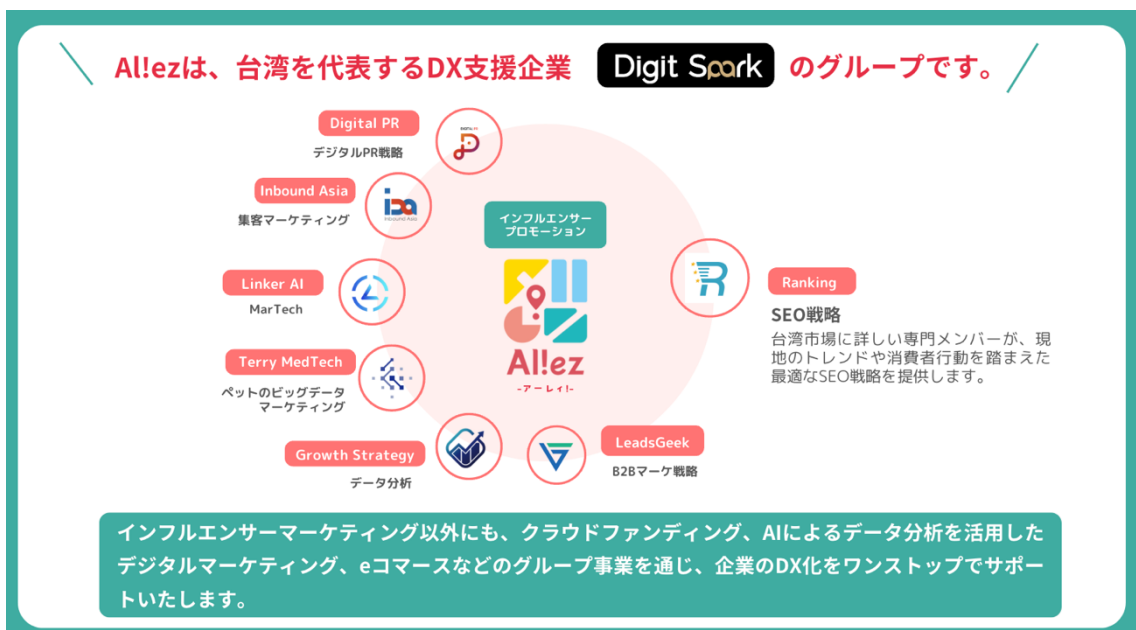 Al!ezは、台湾を代表するDX支援企業 Digit Spark のグループです。
Digital PR
デジタルPR戦略
Inbound Asia
集客マーケティング
Linker AI
MarTech
Terry MedTech
ペットのビッグデータ
マーケティング
Growth Strategy
データ分析
インフルエンサー
プロモーション
Al!ez
-アーレイ!-
inbound Asia
LeadsGeek
B2Bマーケ戦略
Ranking
SEO戦略
台湾市場に詳しい専門メンバーが、現
地のトレンドや消費者行動を踏まえた
最適なSEO戦略を提供します。
インフルエンサーマーケティング以外にも、クラウドファンディング、AIによるデータ分析を活用した
デジタルマーケティング、eコマースなどのグループ事業を通じ、企業のDX化をワンストップでサポー
トいたします。